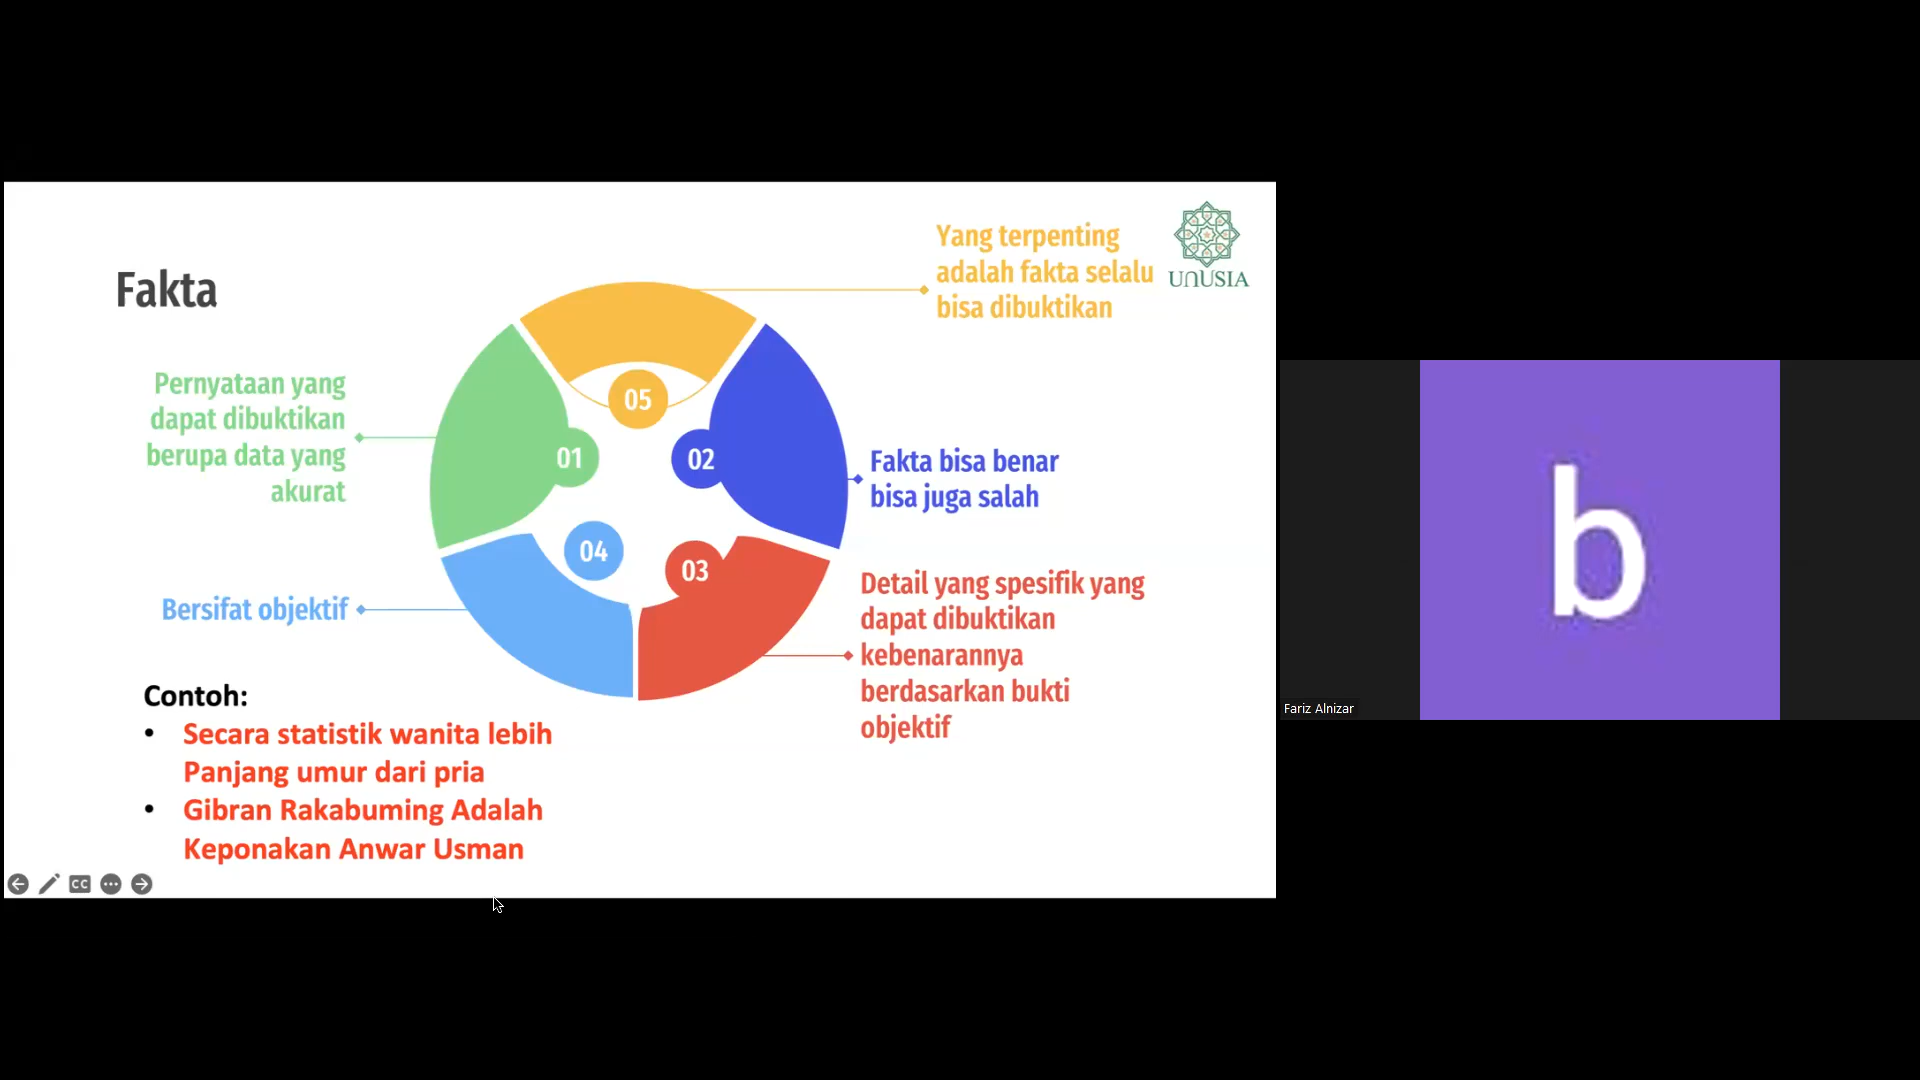 Fakta
Yang terpenting
adalah fakta selalu
bisa dibuktikan
UNUSIA
Pernyataan yang
dapat dibuktikan
berupa data yang
akurat
05
01
02
Fakta bisa benar
bisa juga salah
04
03
Bersifat objektif
Detail yang spesifik yang
dapat dibuktikan
kebenarannya
berdasarkan bukti
objektif
Contoh:
• Secara statistik wanita lebih
Panjang umur dari pria
• Gibran Rakabuming Adalah
Keponakan Anwar Usman
CC
b
Fariz Alnizar